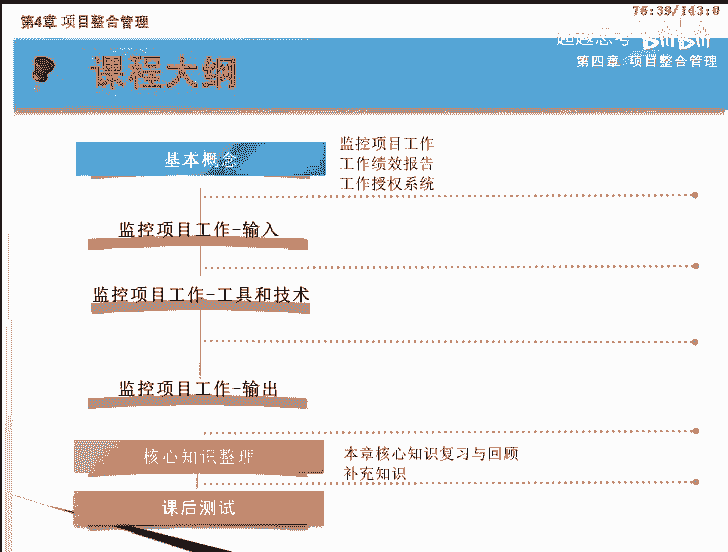 第4章 项目整合管理
76:39/143:0
课程大纲
超越思考 bilibili
第四章 项目整合管理
基本概念
监控项目工作
工作绩效报告
工作授权系统
监控项目工作-输入
监控项目工作-工具和技术
监控项目工作-输出
核心知识整理
本章核心知识复习与回顾
补充知识
课后测试